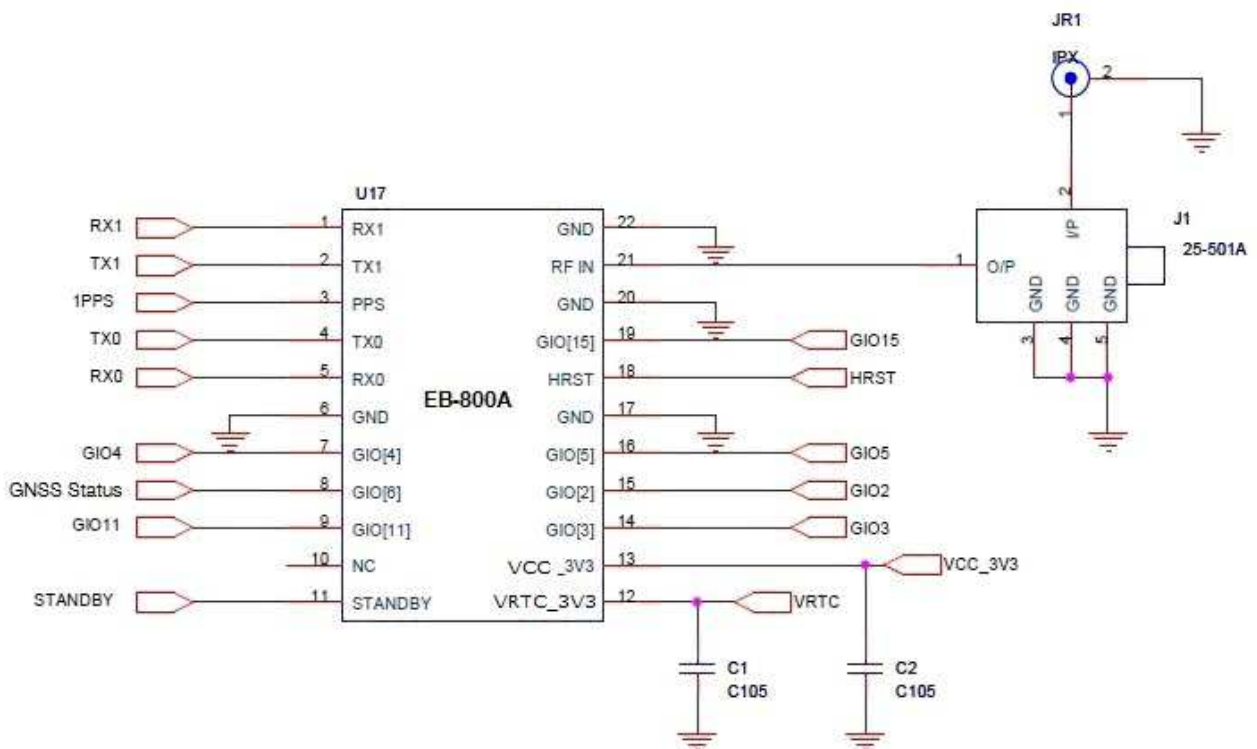 JR1
IPX
2
1
U17
2
RX1 1 RX1 GND 22
I/P
J1
25-501A
TX1 2 TX1 RF IN 21 1 O/P
1PPS 3 PPS GND 20
GND GND GND
TX0 4 TX0 GIO[15] 19 GIO15
3 4 5
RX0 5 RX0 HRST 18 HRST
EB-800A
6 GND GND 17
GIO4 7 GIO[4] GIO[5] 16 GIO5
GNSS Status 8 GIO[6] GIO[2] 15 GIO2
GIO11 9 GIO[11] GIO[3] 14 GIO3
10 NC VCC _3V3 13 VCC_3V3
STANDBY 11 STANDBY VRTC_3V3 12 VRTC
C1 C2
C105 C105